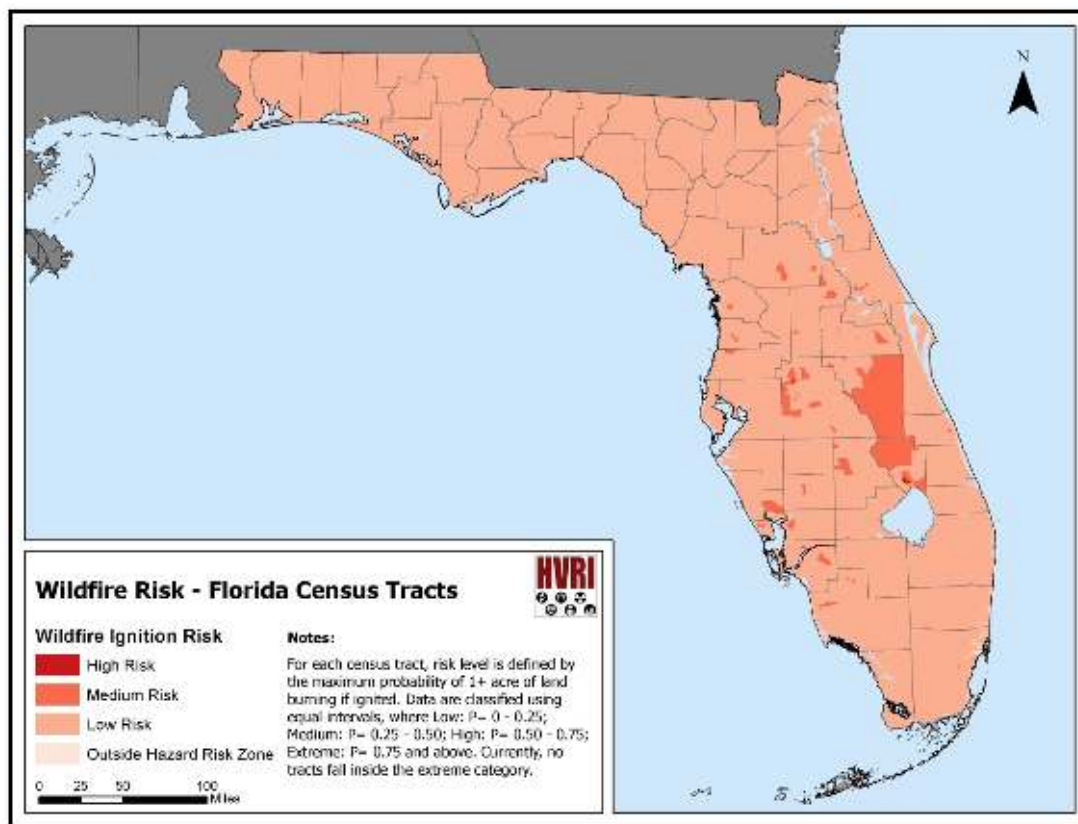 N
HVRI
Wildfire Risk - Florida Census Tracts
Wildfire Ignition Risk
High Risk
Medium Risk
Low Risk
Outside Hazard Risk Zone
0 25 50 100
Miles
Notes:
For each census tract, risk level is defined by
the maximum probability of 1+ acre of land
burning if ignited. Data are classified using
equal intervals, where Low: P= 0 - 0.25;
Medium: P= 0.25 - 0.50; High: P= 0.50 - 0.75;
Extreme: P= 0.75 and above. Currently, no
tracts fall inside the extreme category.